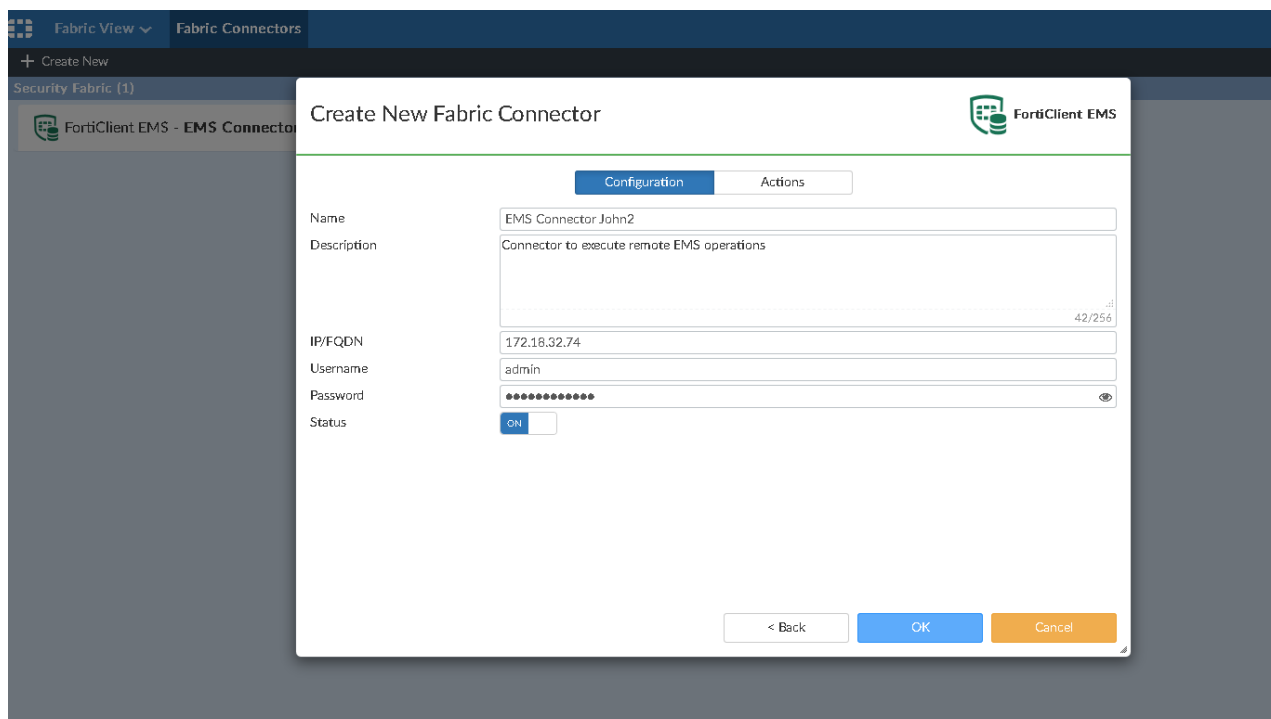 Fabric View Fabric Connectors
+ Create New
Security Fabric (1)
FortiClient EMS - EMS Connector
Create New Fabric Connector
FortiClient EMS
Configuration Actions
Name EMS Connector John2
Description Connector to execute remote EMS operations
42/256
IP/FQDN 172.18.32.74
Username admin
Password ••••••••••••
Status ON
< Back OK Cancel